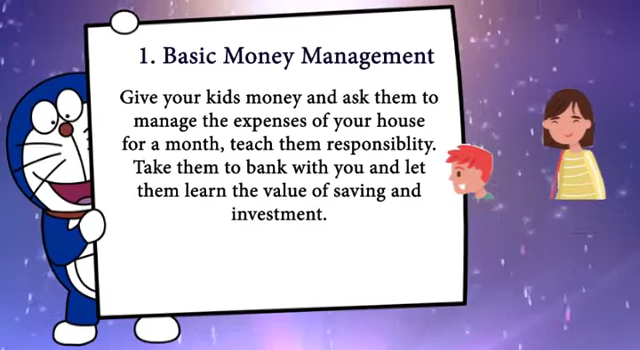 1. Basic Money Management
Give your kids money and ask them to
manage the expenses of your house
for a month, teach them responsiblity.
Take them to bank with you and let
them learn the value of saving and
investment.